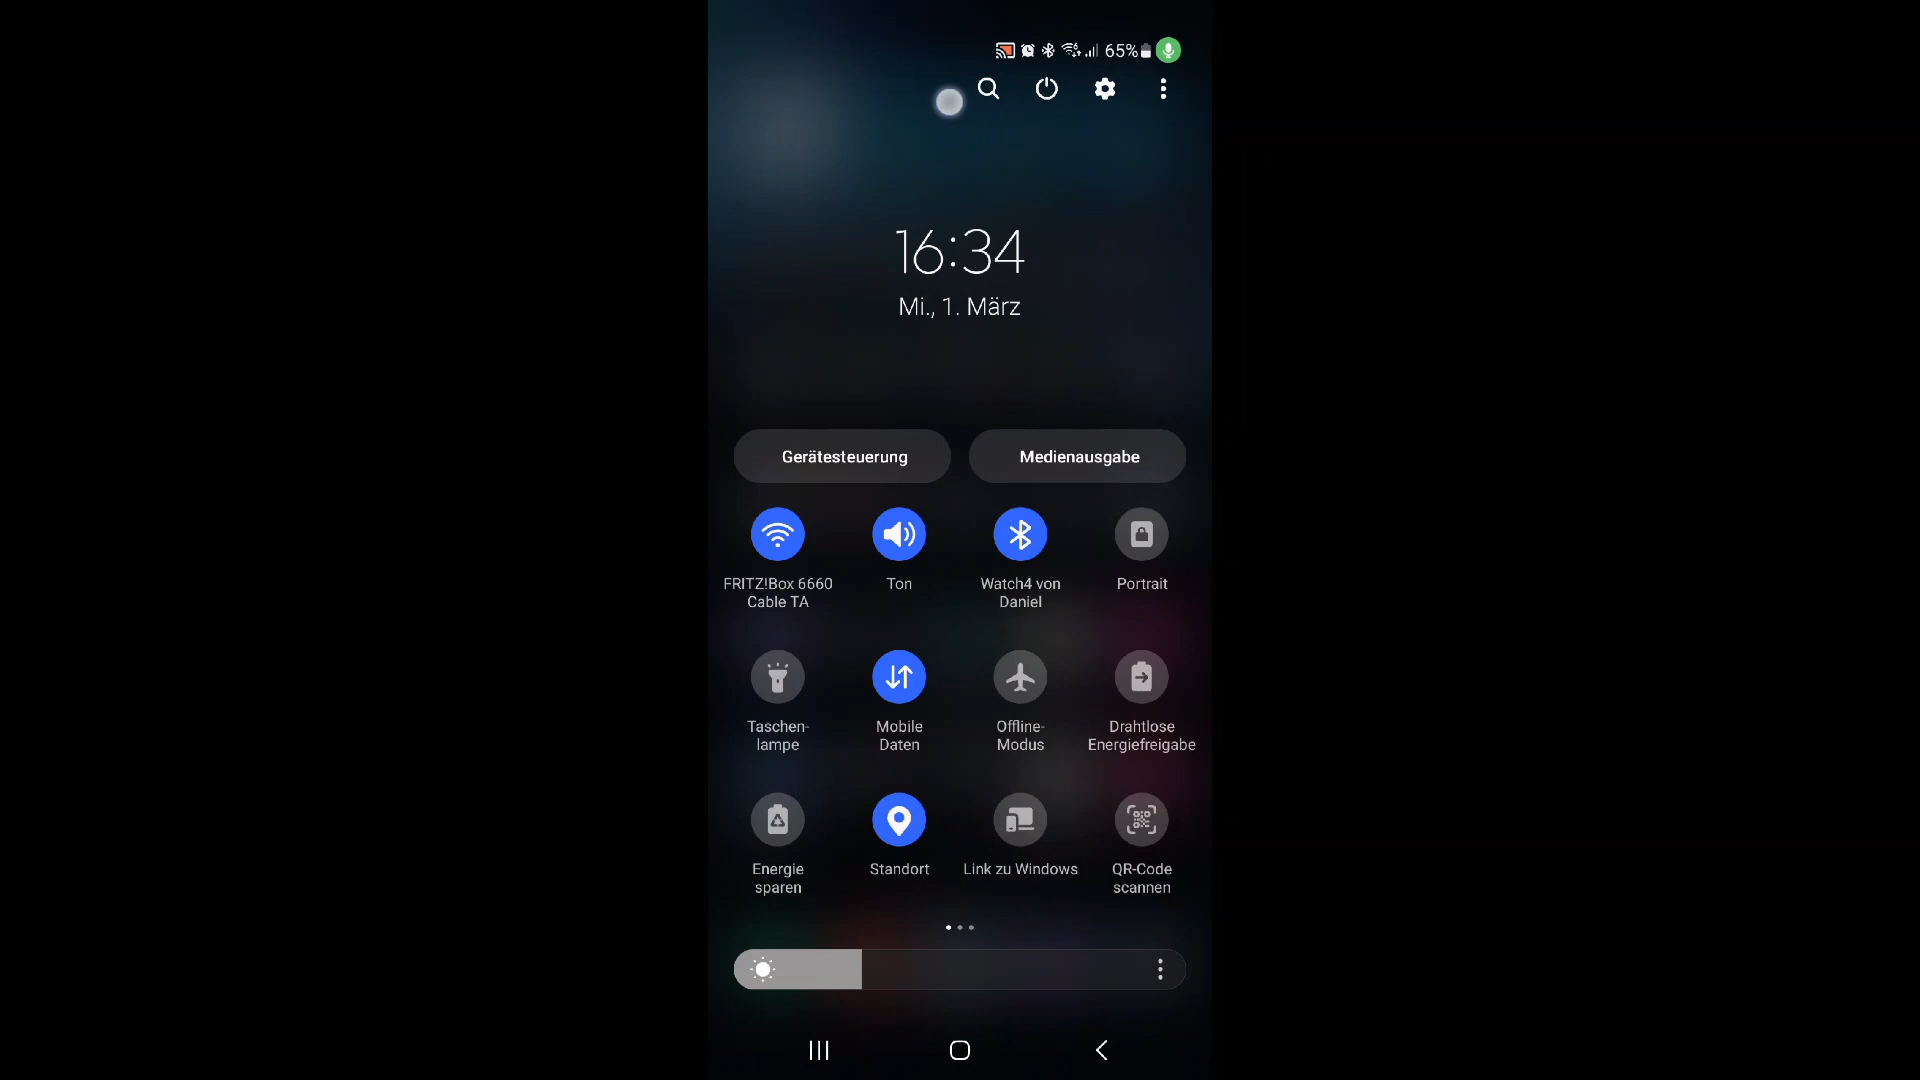 65%
16:34
Mi., 1. März
Gerätesteuerung
Medienausgabe
FRITZ!Box 6660
Cable TA
Ton
Watch4 von
Daniel
Portrait
Taschen-
lampe
Mobile
Daten
Offline-
Modus
Drahtlose
Energiefreigabe
Energie
sparen
Standort
Link zu Windows
QR-Code
scannen